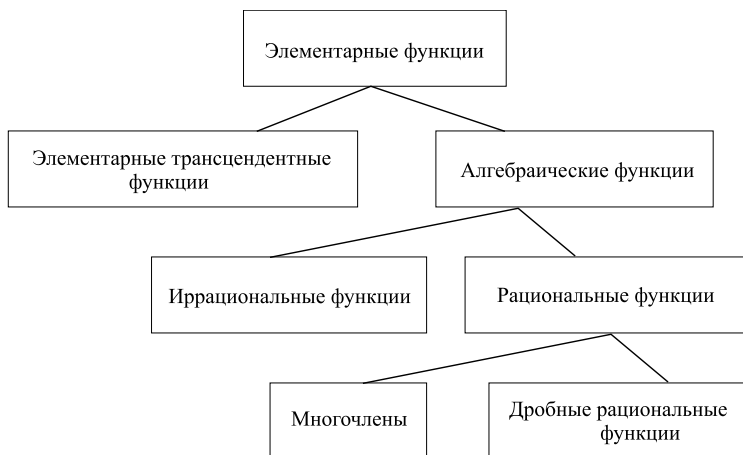 Элементарные функции
Элементарные трансцендентные
функции
Алгебраические функции
Иррациональные функции
Рациональные функции
Многочлены
Дробные рациональные
функции